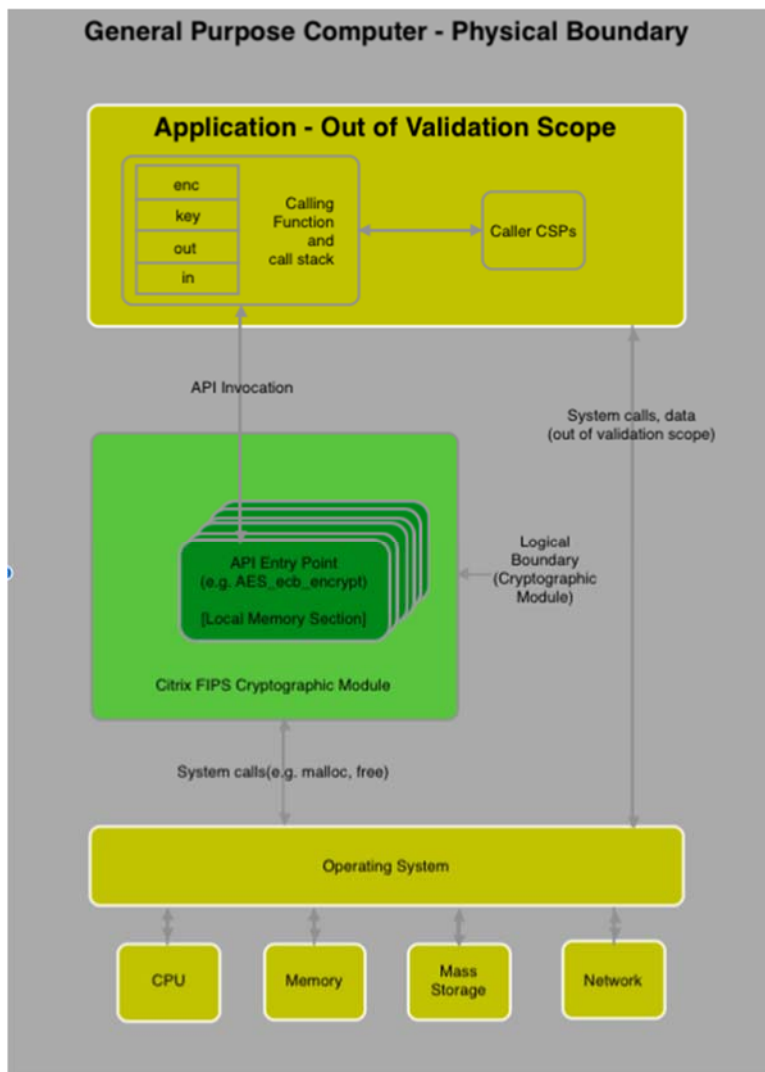 General Purpose Computer - Physical Boundary
Application - Out of Validation Scope
enc
key
out
in
Calling
Function
and
call stack
Caller CSPs
API Invocation
System calls, data
(out of validation scope)
API Entry Point
(e.g. AES_ecb_encrypt)
[Local Memory Section]
Logical
Boundary
(Cryptographic
Module)
Citrix FIPS Cryptographic Module
System calls(e.g. malloc, free)
Operating System
CPU
Memory
Mass
Storage
Network